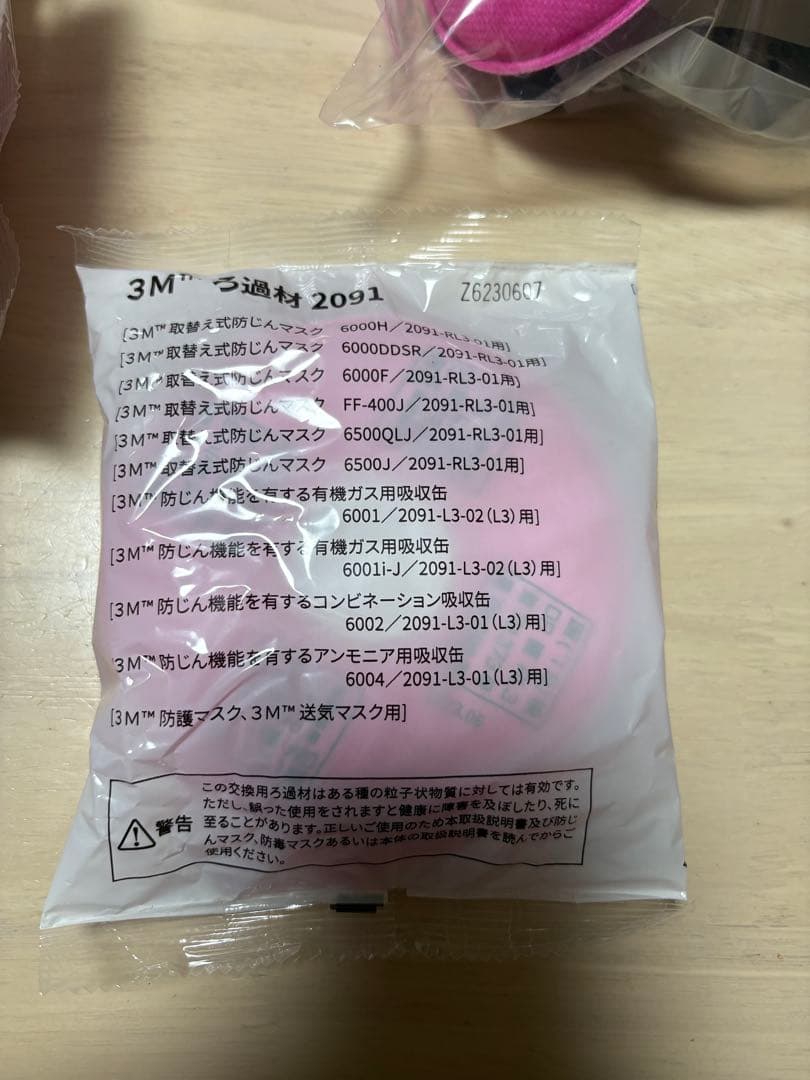 3M™ ろ過材 2091 Z6230607
[3M™ 取替え式防じんマスク 6000H／2091-RL3-01用]
[3M™ 取替え式防じんマスク 6000DDSR／2091-RL3-01用]
[3M™ 取替え式防じんマスク 6000F／2091-RL3-01用]
[3M™ 取替え式防じんマスク FF-400J／2091-RL3-01用]
[3M™ 取替え式防じんマスク 6500QLJ／2091-RL3-01用]
[3M™ 取替え式防じんマスク 6500J／2091-RL3-01用]
[3M™ 防じん機能を有する有機ガス用吸収缶
6001／2091-L3-02(L3)用]
[3M™ 防じん機能を有する有機ガス用吸収缶
6001i-J／2091-L3-02(L3)用]
[3M™ 防じん機能を有するコンビネーション吸収缶
6002／2091-L3-01(L3)用]
[3M™ 防じん機能を有するアンモニア用吸収缶
6004／2091-L3-01(L3)用]
[3M™ 防護マスク、3M™ 送気マスク用]
警告
この交換用ろ過材はある種の粒子状物質に対しては有効です。
ただし、誤った使用をされますと健康に障害を及ぼしたり、死に
至ることがあります。正しいご使用のため本取扱説明書及び防じ
んマスク、防毒マスクあるいは本体の取扱説明書を読んでからご
使用ください。